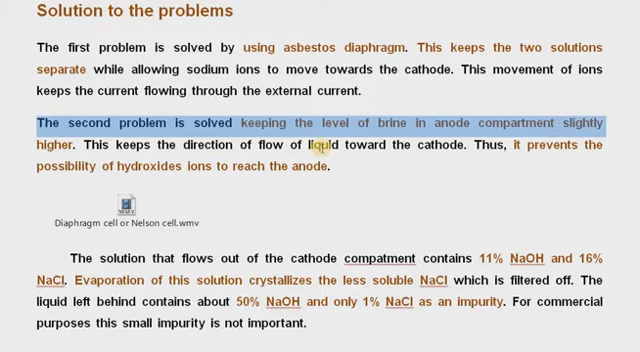 Solution to the problems
The first problem is solved by using asbestos diaphragm. This keeps the two solutions
separate while allowing sodium ions to move towards the cathode. This movement of ions
keeps the current flowing through the external current.
The second problem is solved keeping the level of brine in anode compartment slightly
higher. This keeps the direction of flow of liquid toward the cathode. Thus, it prevents the
possibility of hydroxides ions to reach the anode.
WMV
Diaphragm cell or Nelson cell.wmv
The solution that flows out of the cathode compatment contains 11% NaOH and 16%
NaCl. Evaporation of this solution crystallizes the less soluble NaCl which is filtered off. The
liquid left behind contains about 50% NaOH and only 1% NaCl as an impurity. For commercial
purposes this small impurity is not important.